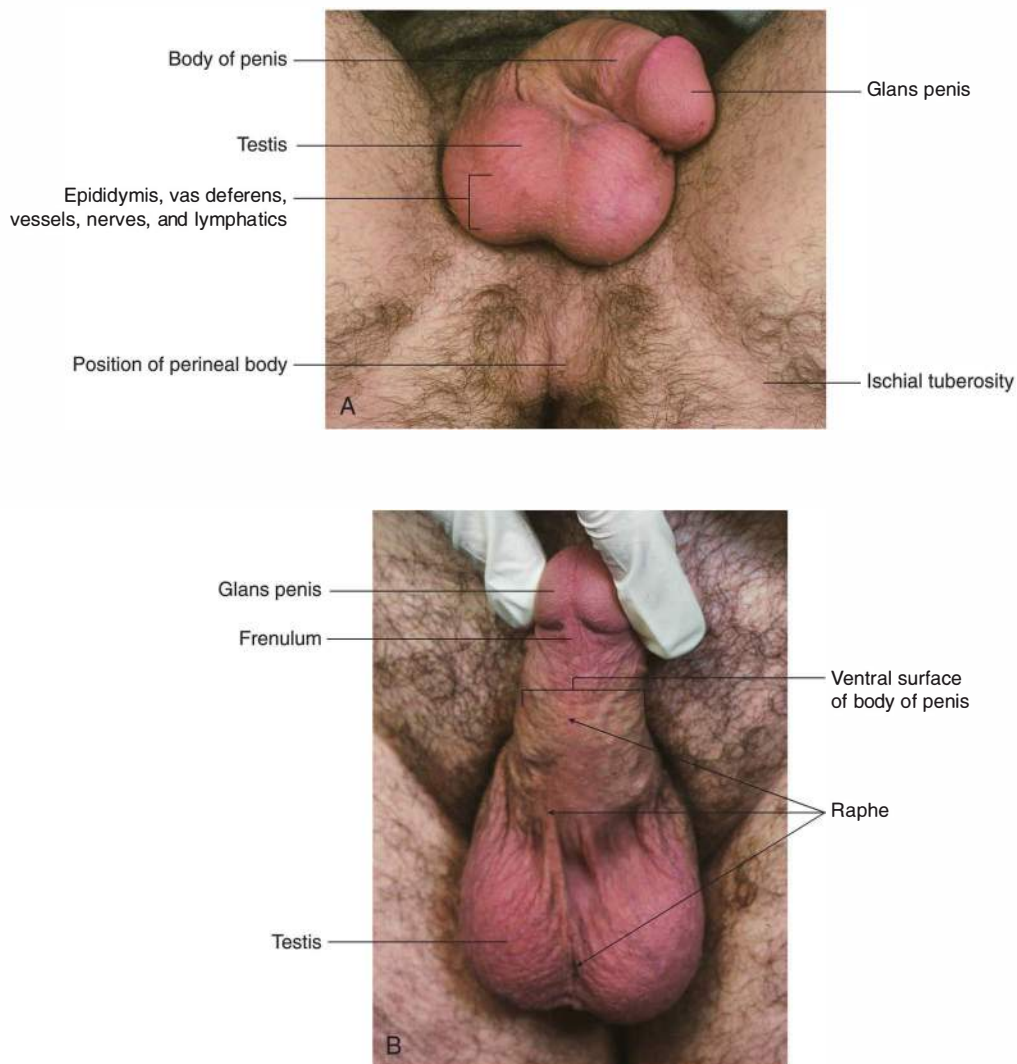 Body of penis
Glans penis
Testis
Epididymis, vas deferens,
vessels, nerves, and lymphatics
Position of perineal body
Ischial tuberosity
A
Glans penis
Frenulum
Ventral surface
of body of penis
Raphe
Testis
B